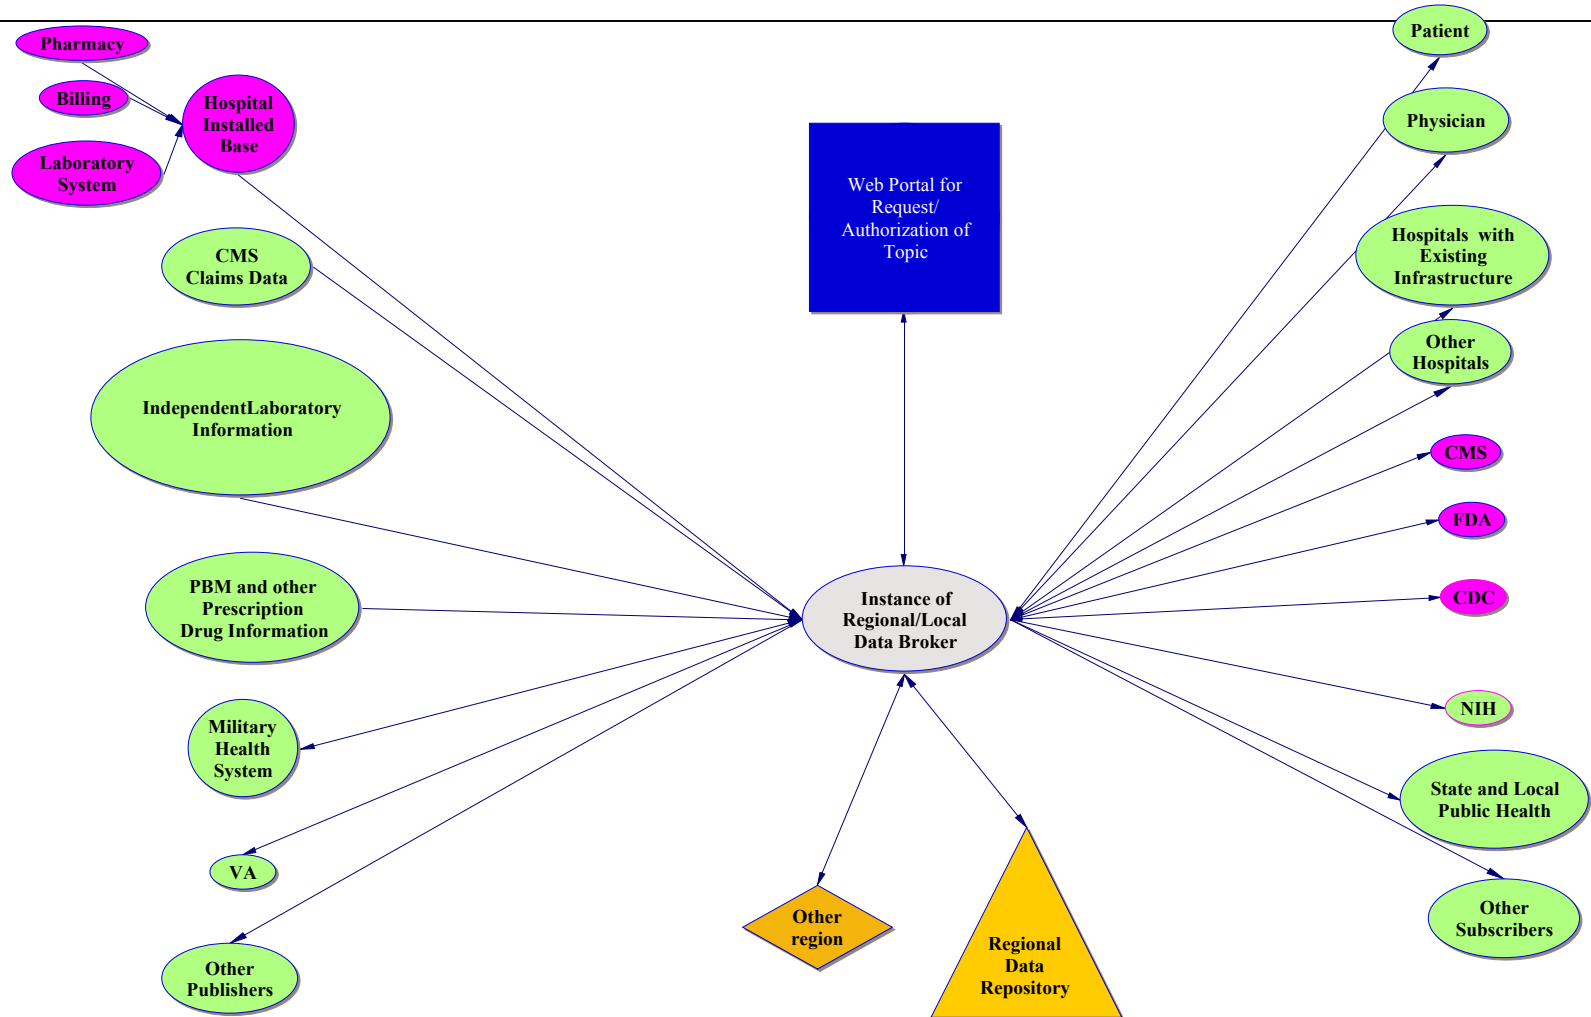 Pharmacy
Billing
Laboratory
System
Hospital
Installed
Base
CMS
Claims Data
IndependentLaboratory
Information
PBM and other
Prescription
Drug Information
Military
Health
System
VA
Other
Publishers
Web Portal for
Request/
Authorization of
Topic
Instance of
Regional/Local
Data Broker
Other
region
Regional
Data
Repository
Patient
Physician
Hospitals with
Existing
Infrastructure
Other
Hospitals
CMS
FDA
CDC
NIH
State and Local
Public Health
Other
Subscribers